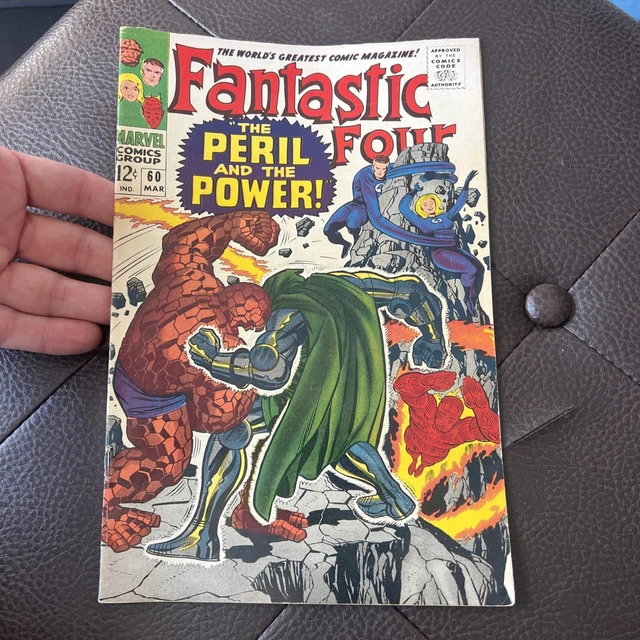 THE WORLD'S GREATEST COMIC MAGAZINE!
APPROVED
BY THE
COMICS
CODE
AUTHORITY
Fantastic
Four
MARVEL
COMICS
GROUP
12¢
IND.
60
MAR
THE
PERIL
AND THE
POWER!